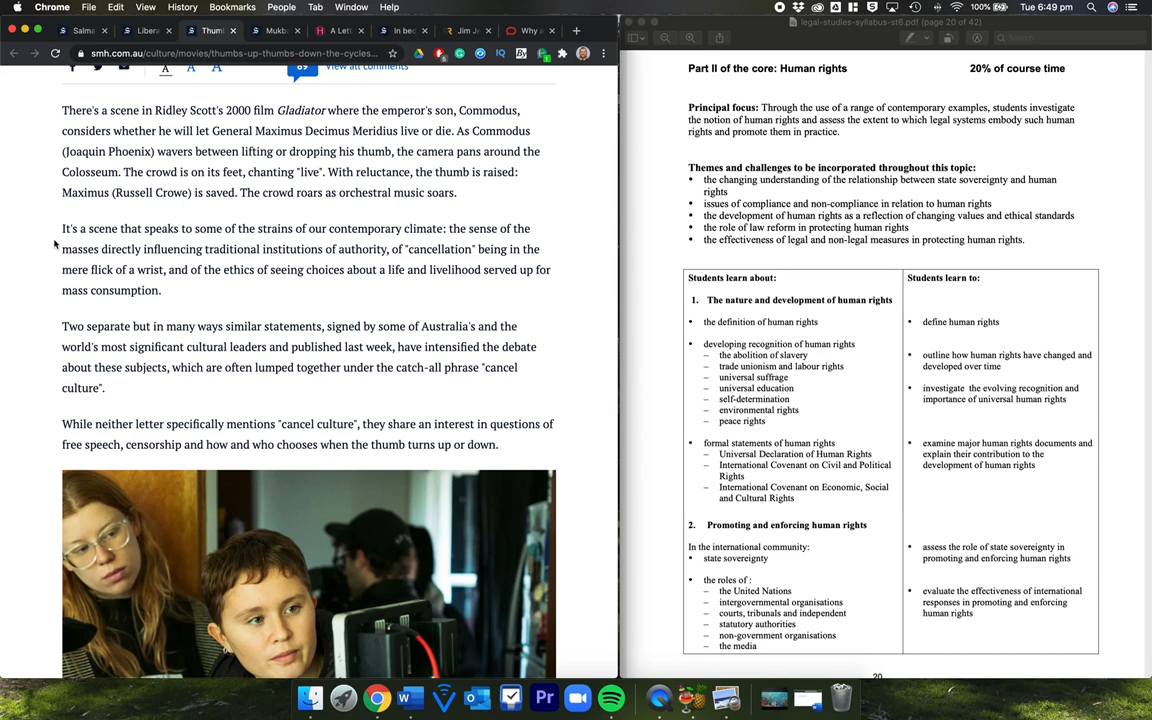 Chrome File Edit View History Bookmarks People Tab Window Help
100% Tue 6:49 pm
Salma
Libera
Thumb
Mukb
A Lett
In bed
Jim Je
Why a
smh.com.au/culture/movies/thumbs-up-thumbs-down-the-cycles...
View all comments
There's a scene in Ridley Scott's 2000 film Gladiator where the emperor's son, Commodus,
considers whether he will let General Maximus Decimus Meridius live or die. As Commodus
(Joaquin Phoenix) wavers between lifting or dropping his thumb, the camera pans around the
Colosseum. The crowd is on its feet, chanting "live". With reluctance, the thumb is raised:
Maximus (Russell Crowe) is saved. The crowd roars as orchestral music soars.
It's a scene that speaks to some of the strains of our contemporary climate: the sense of the
masses directly influencing traditional institutions of authority, of "cancellation" being in the
mere flick of a wrist, and of the ethics of seeing choices about a life and livelihood served up for
mass consumption.
Two separate but in many ways similar statements, signed by some of Australia's and the
world's most significant cultural leaders and published last week, have intensified the debate
about these subjects, which are often lumped together under the catch-all phrase "cancel
culture".
While neither letter specifically mentions "cancel culture", they share an interest in questions of
free speech, censorship and how and who chooses when the thumb turns up or down.
legal-studies-syllabus-st6.pdf (page 20 of 42)
Search
Part II of the core: Human rights 20% of course time
Principal focus: Through the use of a range of contemporary examples, students investigate
the notion of human rights and assess the extent to which legal systems embody such human
rights and promote them in practice.
Themes and challenges to be incorporated throughout this topic:
• the changing understanding of the relationship between state sovereignty and human
rights
• issues of compliance and non-compliance in relation to human rights
• the development of human rights as a reflection of changing values and ethical standards
• the role of law reform in protecting human rights
• the effectiveness of legal and non-legal measures in protecting human rights.
Students learn about:
1. The nature and development of human rights
• the definition of human rights
• developing recognition of human rights
– the abolition of slavery
– trade unionism and labour rights
– universal suffrage
– universal education
– self-determination
– environmental rights
– peace rights
• formal statements of human rights
– Universal Declaration of Human Rights
– International Covenant on Civil and Political
Rights
– International Covenant on Economic, Social
and Cultural Rights
2. Promoting and enforcing human rights
In the international community:
• state sovereignty
• the roles of :
– the United Nations
– intergovernmental organisations
– courts, tribunals and independent
– statutory authorities
– non-government organisations
– the media
Students learn to:
• define human rights
• outline how human rights have changed and
developed over time
• investigate the evolving recognition and
importance of universal human rights
• examine major human rights documents and
explain their contribution to the
development of human rights
• assess the role of state sovereignty in
promoting and enforcing human rights
• evaluate the effectiveness of international
responses in promoting and enforcing
human rights
20